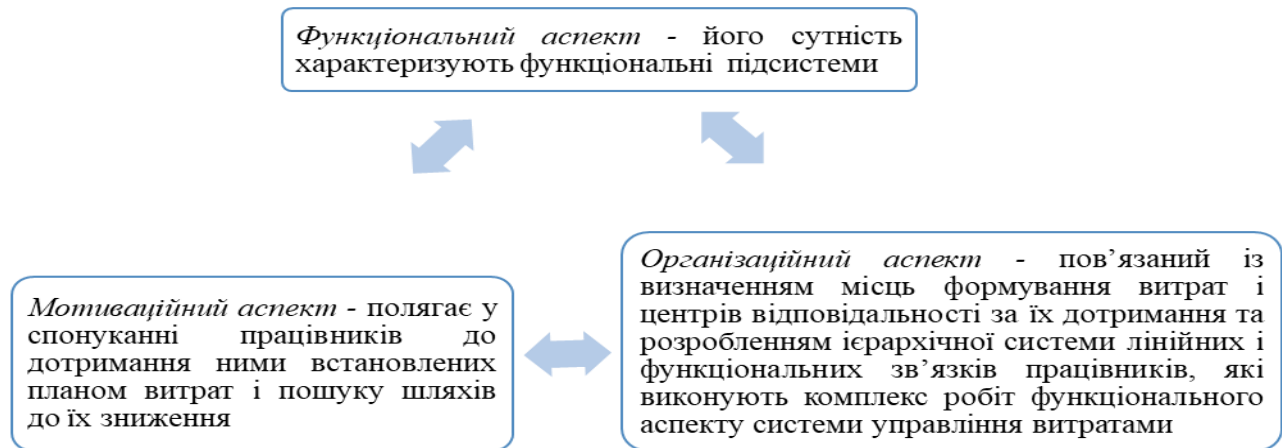 Функціональний аспект - його сутність
характеризують функціональні підсистеми
Мотиваційний аспект - полягає у
спонуканні працівників до
дотримання ними встановлених
планом витрат і пошуку шляхів
до їх зниження
Організаційний аспект - пов’язаний із
визначенням місць формування витрат і
центрів відповідальності за їх дотримання та
розробленням ієрархічної системи лінійних і
функціональних зв’язків працівників, які
виконують комплекс робіт функціонального
аспекту системи управління витратами